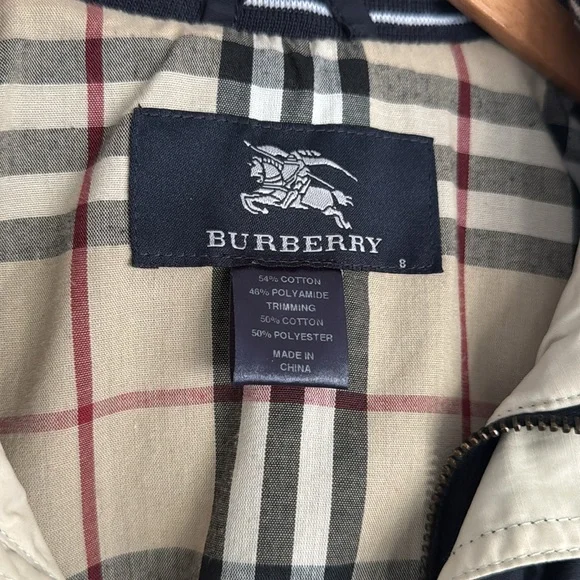 BURBERRY
8
54% COTTON
46% POLYAMIDE
TRIMMING
50% COTTON
50% POLYESTER
MADE IN
CHINA